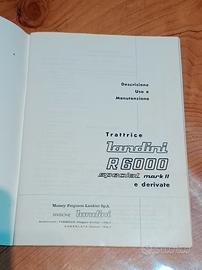 Descrizione
Uso e
Manutenzione
Trattrice
landini
R6000
special mark II
e derivate
Massey Ferguson Landini S.p.A.
landini